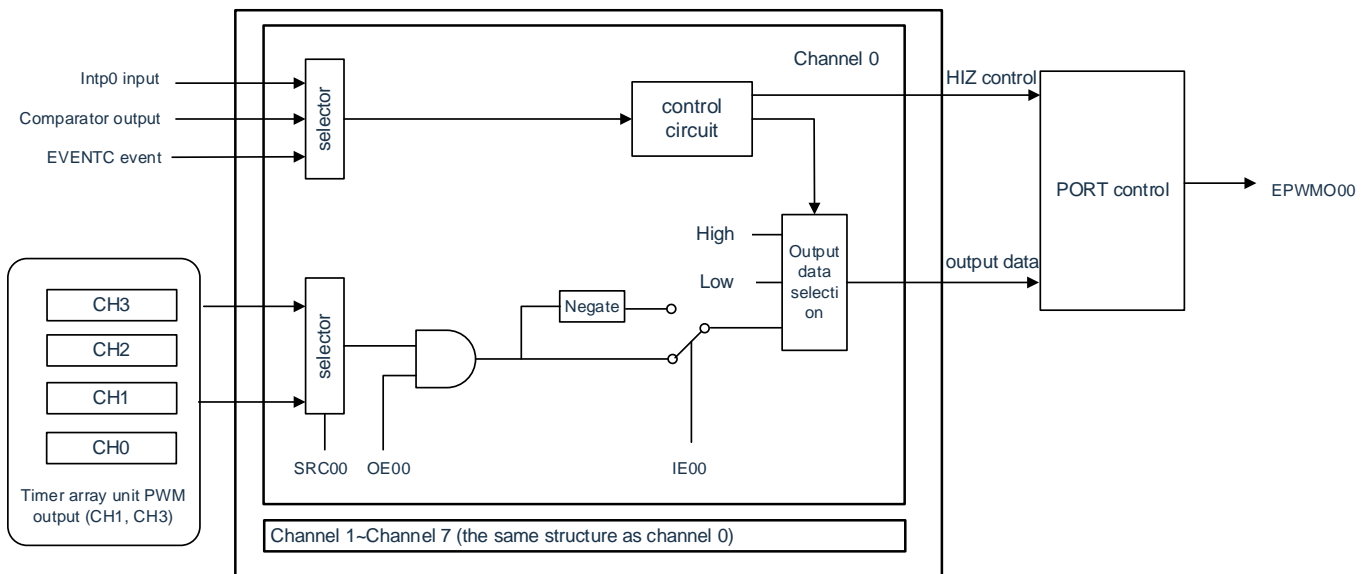 Channel 0
Intp0 input
Comparator output
EVENTC event
selector
control
circuit
HIZ control
PORT control
EPWMO00
High
Low
Output
data
selecti
on
output data
CH3
CH2
CH1
CH0
Timer array unit PWM
output (CH1, CH3)
selector
Negate
SRC00
OE00
IE00
Channel 1~Channel 7 (the same structure as channel 0)